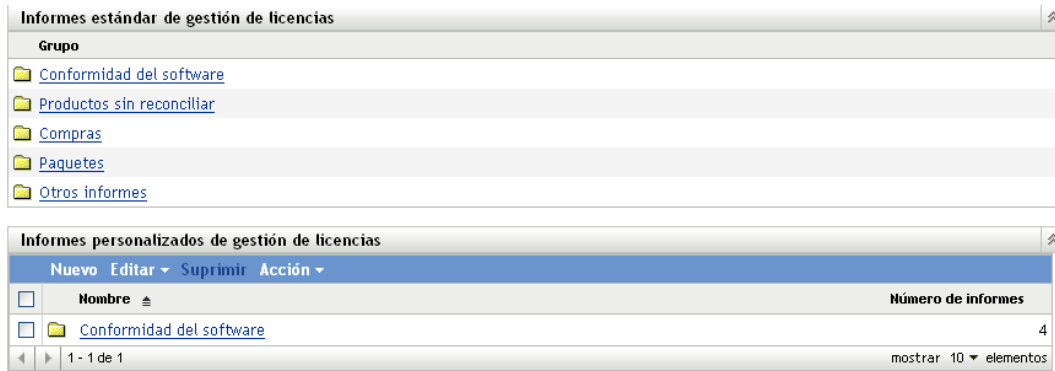 Informes estándar de gestión de licencias
Grupo
Conformidad del software
Productos sin reconciliar
Compras
Paquetes
Otros informes
Informes personalizados de gestión de licencias
Nuevo Editar Suprimir Acción
Nombre Número de informes
Conformidad del software 4
1 - 1 de 1 mostrar 10 elementos